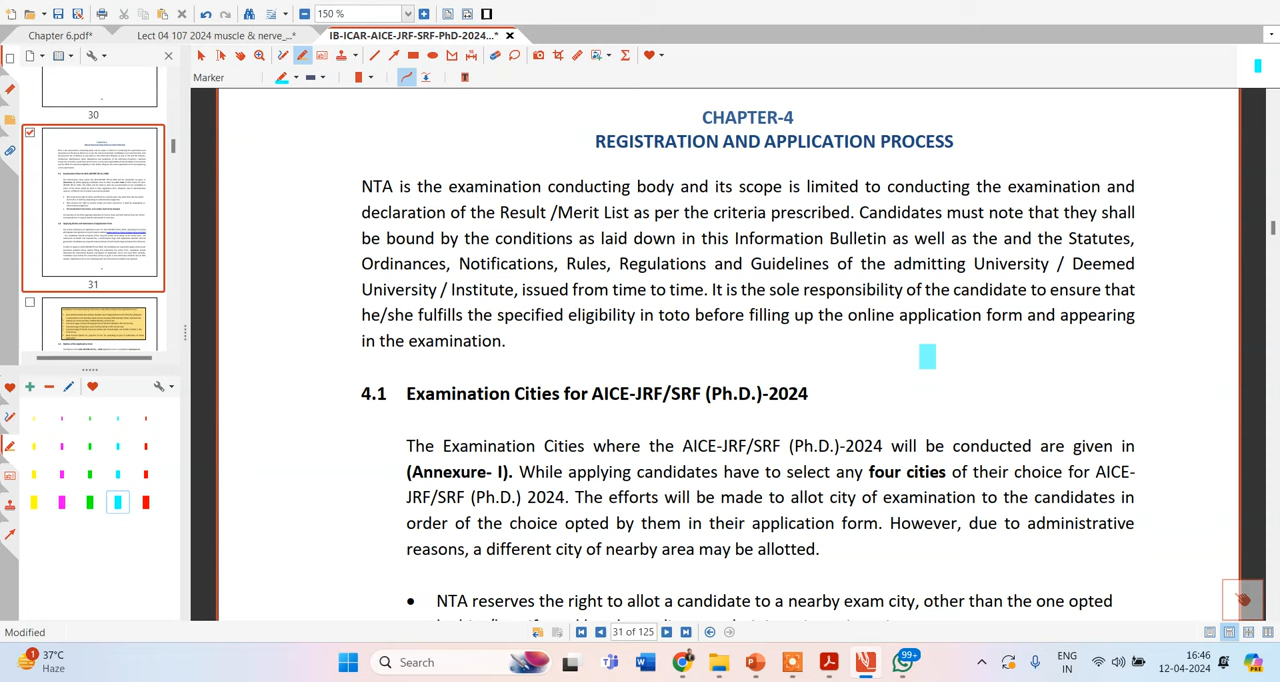 150 %
Chapter 6.pdf*
Lect 04 107 2024 muscle & nerve_...*
IB-ICAR-AICE-JRF-SRF-PhD-2024...*
Marker
30
31
CHAPTER-4
REGISTRATION AND APPLICATION PROCESS
NTA is the examination conducting body and its scope is limited to conducting the examination and
declaration of the Result /Merit List as per the criteria prescribed. Candidates must note that they shall
be bound by the conditions as laid down in this Information Bulletin as well as the and the Statutes,
Ordinances, Notifications, Rules, Regulations and Guidelines of the admitting University / Deemed
University / Institute, issued from time to time. It is the sole responsibility of the candidate to ensure that
he/she fulfills the specified eligibility in toto before filling up the online application form and appearing
in the examination.
4.1 Examination Cities for AICE-JRF/SRF (Ph.D.)-2024
The Examination Cities where the AICE-JRF/SRF (Ph.D.)-2024 will be conducted are given in
(Annexure- I). While applying candidates have to select any four cities of their choice for AICE-
JRF/SRF (Ph.D.) 2024. The efforts will be made to allot city of examination to the candidates in
order of the choice opted by them in their application form. However, due to administrative
reasons, a different city of nearby area may be allotted.
• NTA reserves the right to allot a candidate to a nearby exam city, other than the one opted
Modified
31 of 125
1
37°C
Haze
Search
99+
ENG
IN
16:46
12-04-2024
PRE